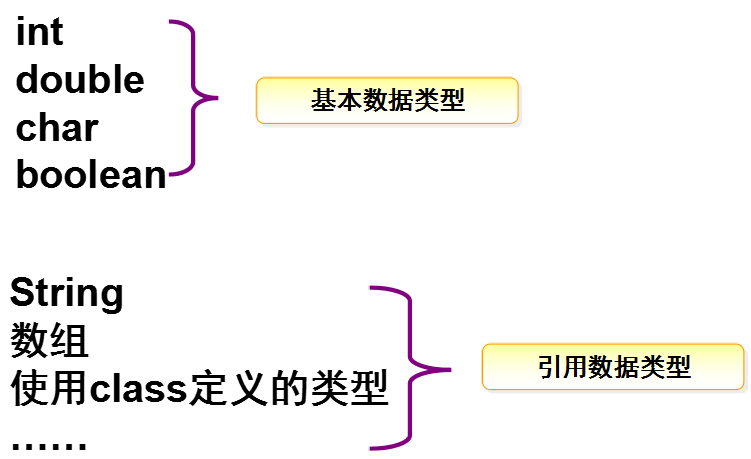 int
double
char
boolean
基本数据类型
String
数组
使用class定义的类型
……
引用数据类型